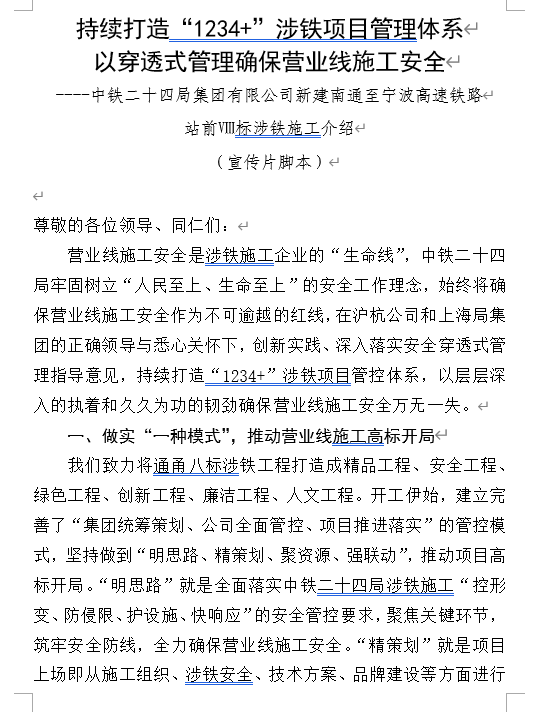 持续打造“1234+”涉铁项目管理体系
以穿透式管理确保营业线施工安全
----中铁二十四局集团有限公司新建南通至宁波高速铁路
站前Ⅷ标涉铁施工介绍
（宣传片脚本）
尊敬的各位领导、同仁们：
营业线施工安全是涉铁施工企业的“生命线”，中铁二十四
局牢固树立“人民至上、生命至上”的安全工作理念，始终将确
保营业线施工安全作为不可逾越的红线，在沪杭公司和上海局集
团的正确领导与悉心关怀下，创新实践、深入落实安全穿透式管
理指导意见，持续打造“1234+”涉铁项目管控体系，以层层深
入的执着和久久为功的韧劲确保营业线施工安全万无一失。
一、做实“一种模式”，推动营业线施工高标开局
我们致力将通甬八标涉铁工程打造成精品工程、安全工程、
绿色工程、创新工程、廉洁工程、人文工程。开工伊始，建立完
善了“集团统筹策划、公司全面管控、项目推进落实”的管控模
式，坚持做到“明思路、精策划、聚资源、强联动”，推动项目高
标开局。“明思路”就是全面落实中铁二十四局涉铁施工“控形
变、防侵限、护设施、快响应”的安全管控要求，聚焦关键环节，
筑牢安全防线，全力确保营业线施工安全。“精策划”就是项目
上场即从施工组织、涉铁安全、技术方案、品牌建设等方面进行